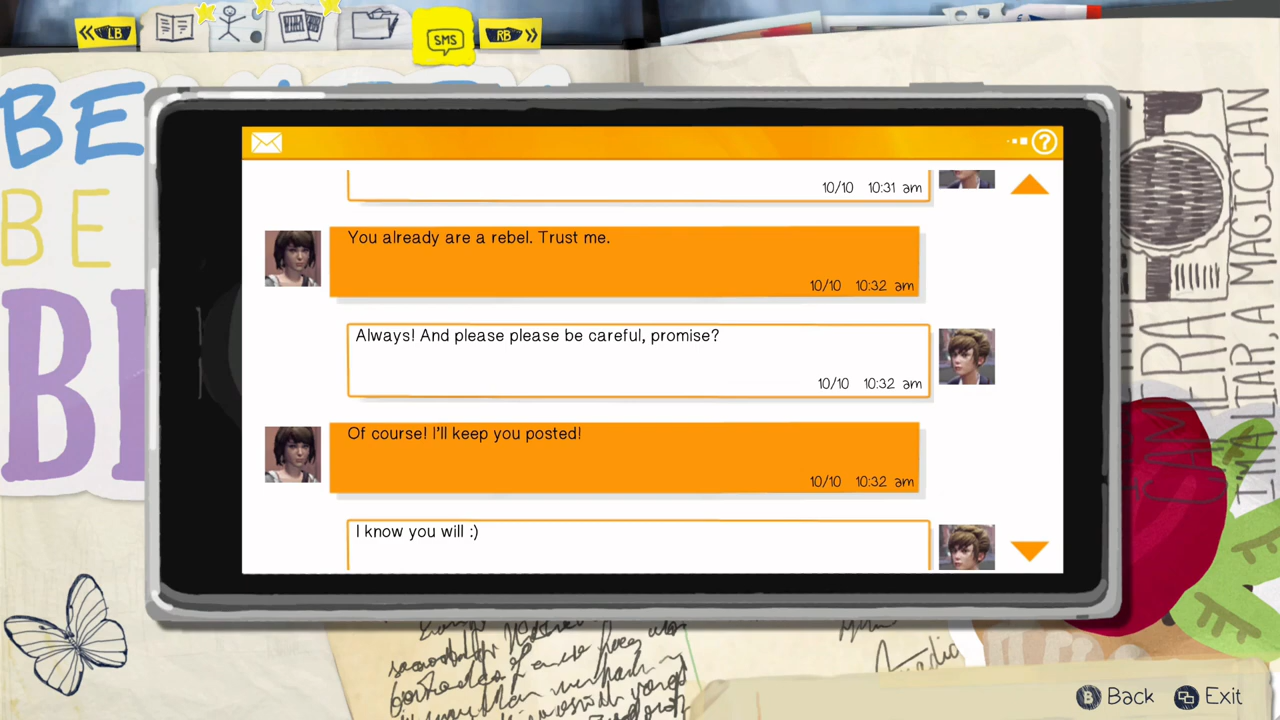 LB
SMS
RB
10/10 10:31 am
You already are a rebel. Trust me.
10/10 10:32 am
Always! And please please be careful, promise?
10/10 10:32 am
Of course! I'll keep you posted!
10/10 10:32 am
I know you will :)
BE
BE
CAMERA
LIAR, A MAGICIAN
B Back
Exit